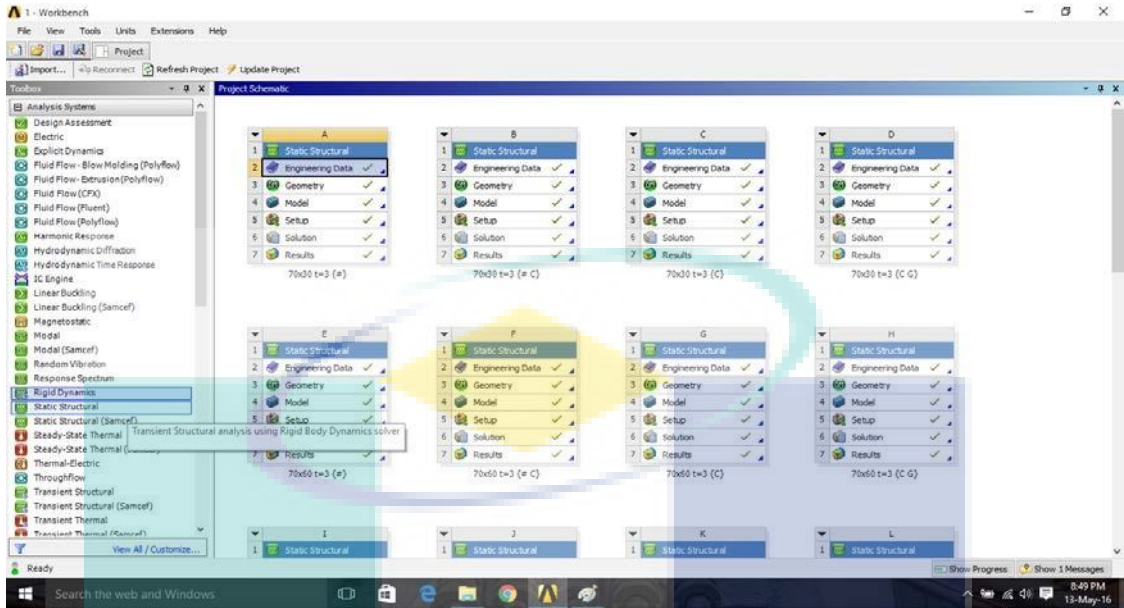 1 - Workbench
File View Tools Units Extensions Help
Project
Import... Reconnect Refresh Project Update Project
Toolbox
Project Schematic
Analysis Systems
Design Assessment
Electric
Explicit Dynamics
Fluid Flow - Blow Molding (Polyflow)
Fluid Flow- Extrusion (Polyflow)
Fluid Flow (CFX)
Fluid Flow (Fluent)
Fluid Flow (Polyflow)
Harmonic Response
Hydrodynamic Diffraction
Hydrodynamic Time Response
IC Engine
Linear Buckling
Linear Buckling (Samcef)
Magnetostatic
Modal
Modal (Samcef)
Random Vibration
Response Spectrum
Rigid Dynamics
Static Structural
Static Structural (Samcef)
Steady-State Thermal
Steady-State Thermal
Thermal-Electric
Throughflow
Transient Structural
Transient Structural (Samcef)
Transient Thermal
Transient Thermal (Samcef)
View All / Customize...
Transient Structural analysis using Rigid Body Dynamics solver
A
1 Static Structural
2 Engineering Data
3 Geometry
4 Model
5 Setup
6 Solution
7 Results
70x30 t=3 {≠}
B
1 Static Structural
2 Engineering Data
3 Geometry
4 Model
5 Setup
6 Solution
7 Results
70x30 t=3 {≠ C}
C
1 Static Structural
2 Engineering Data
3 Geometry
4 Model
5 Setup
6 Solution
7 Results
70x30 t=3 {C}
D
1 Static Structural
2 Engineering Data
3 Geometry
4 Model
5 Setup
6 Solution
7 Results
70x30 t=3 {C G}
E
1 Static Structural
2 Engineering Data
3 Geometry
4 Model
5 Setup
7 Results
70x60 t=3 {≠}
F
1 Static Structural
2 Engineering Data
3 Geometry
4 Model
5 Setup
6 Solution
7 Results
70x60 t=3 {≠ C}
G
1 Static Structural
2 Engineering Data
3 Geometry
4 Model
5 Setup
6 Solution
7 Results
70x60 t=3 {C}
H
1 Static Structural
2 Engineering Data
3 Geometry
4 Model
5 Setup
6 Solution
7 Results
70x60 t=3 {C G}
I
1 Static Structural
J
1 Static Structural
K
1 Static Structural
L
1 Static Structural
Ready
Show Progress Show 1 Messages
Search the web and Windows
8:49 PM
13-May-16